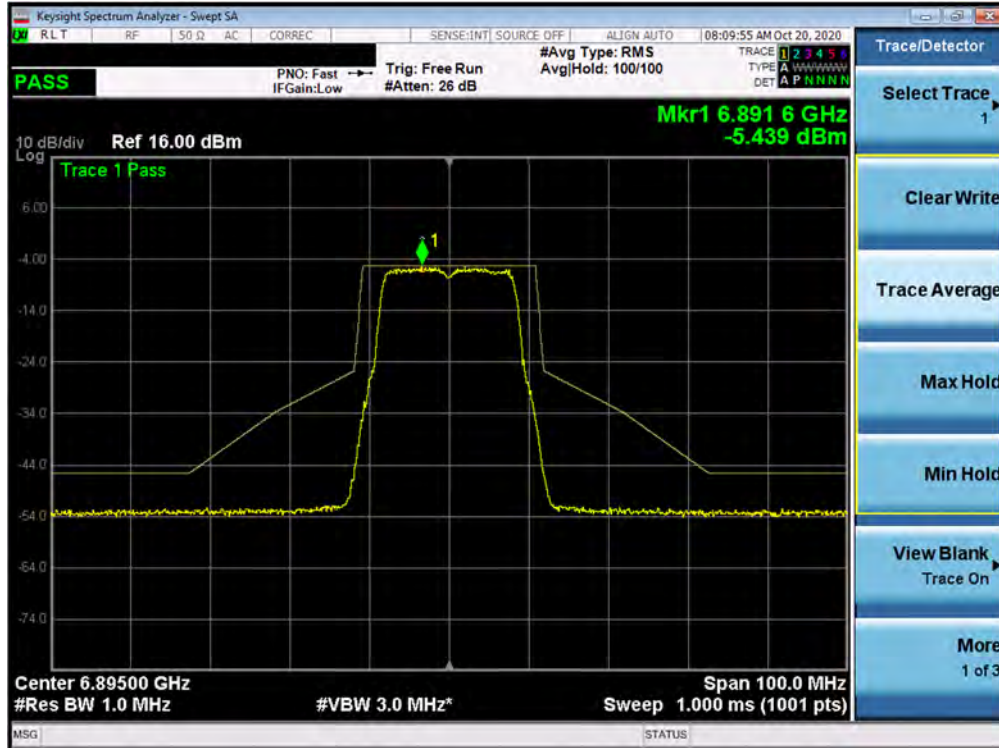 Keysight Spectrum Analyzer - Swept SA
RLT RF 50 Ω AC CORREC SENSE:INT SOURCE OFF ALIGN AUTO 08:09:55 AM Oct 20, 2020
PASS
PNO: Fast
IFGain:Low
Trig: Free Run
#Atten: 26 dB
#Avg Type: RMS
Avg|Hold: 100/100
TRACE 1 2 3 4 5 6
TYPE A WWWWW
DET A P N N N N
Mkr1 6.891 6 GHz
-5.439 dBm
10 dB/div Ref 16.00 dBm
Log
Trace 1 Pass
1
6.00
-4.00
-14.0
-24.0
-34.0
-44.0
-54.0
-64.0
-74.0
Center 6.89500 GHz Span 100.0 MHz
#Res BW 1.0 MHz #VBW 3.0 MHz* Sweep 1.000 ms (1001 pts)
MSG STATUS
Trace/Detector
Select Trace
1
Clear Write
Trace Average
Max Hold
Min Hold
View Blank
Trace On
More
1 of 3